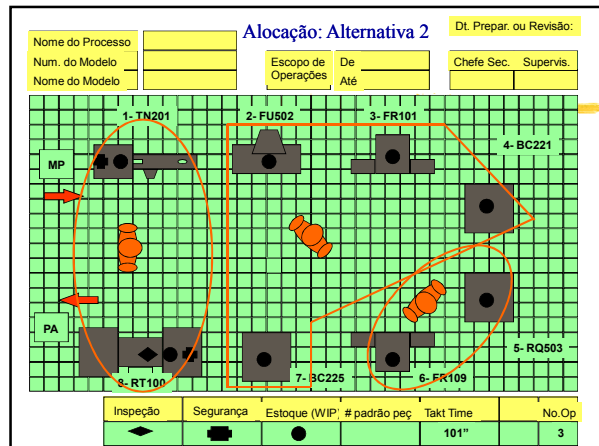 Alocação: Alternativa 2
Dt. Prepar. ou Revisão:
Nome do Processo
Num. do Modelo
Nome do Modelo
Escopo de
Operações
De
Até
Chefe Sec.
Supervis.
1- TN201
2- FU502
3- FR101
4- BC221
MP
PA
5- RQ503
8- RT100
7- BC225
6- FR109
Inspeção
Segurança
Estoque (WIP)
# padrão peç
Takt Time
No.Op
101”
3